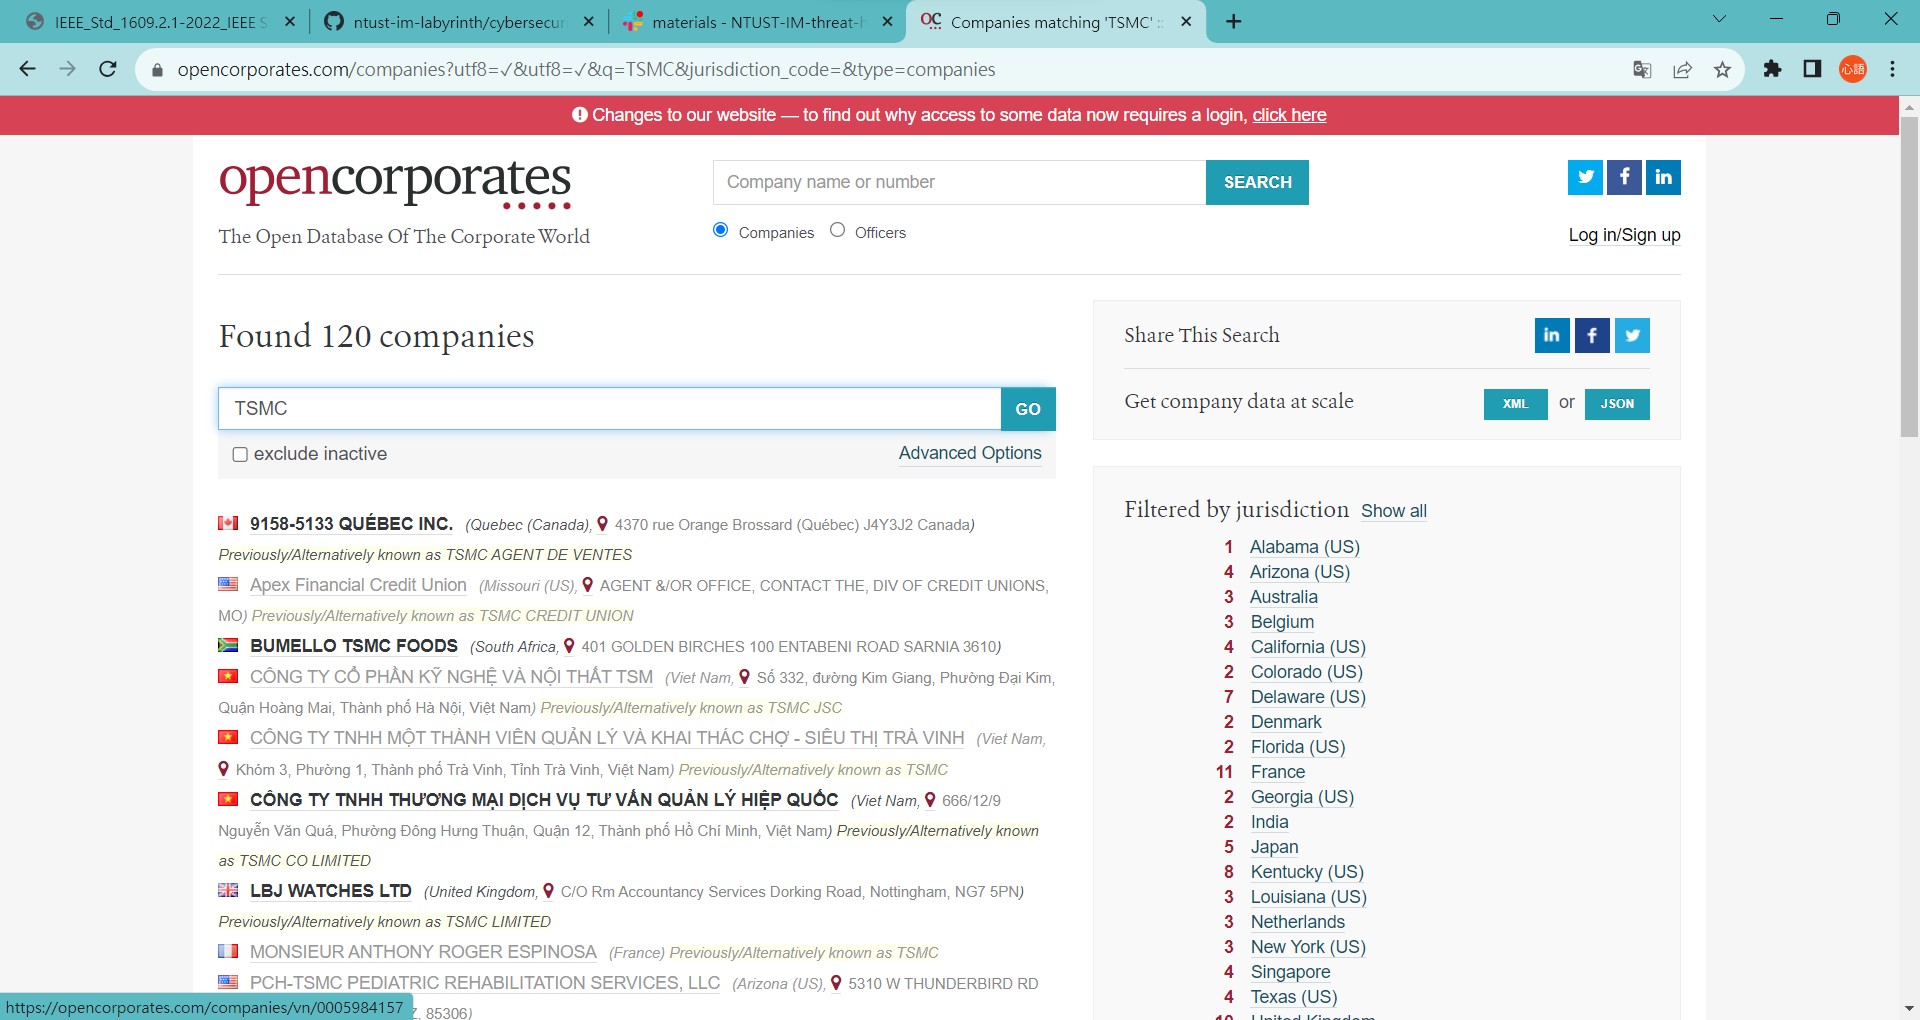 IEEE_Std_1609.2.1-2022_IEEE S
ntust-im-labyrinth/cybersecuri
materials - NTUST-IM-threat-h
OC Companies matching 'TSMC' ::
opencorporates.com/companies?utf8=✓&utf8=✓&q=TSMC&jurisdiction_code=&type=companies
心語
Changes to our website — to find out why access to some data now requires a login, click here
opencorporates
The Open Database Of The Corporate World
Company name or number
SEARCH
Companies
Officers
Log in/Sign up
Found 120 companies
TSMC
GO
exclude inactive
Advanced Options
9158-5133 QUÉBEC INC. (Quebec (Canada), 4370 rue Orange Brossard (Québec) J4Y3J2 Canada)
Previously/Alternatively known as TSMC AGENT DE VENTES
Apex Financial Credit Union (Missouri (US), AGENT &/OR OFFICE, CONTACT THE, DIV OF CREDIT UNIONS,
MO) Previously/Alternatively known as TSMC CREDIT UNION
BUMELLO TSMC FOODS (South Africa, 401 GOLDEN BIRCHES 100 ENTABENI ROAD SARNIA 3610)
CÔNG TY CỔ PHẦN KỸ NGHỆ VÀ NỘI THẤT TSM (Viet Nam, Số 332, đường Kim Giang, Phường Đại Kim,
Quận Hoàng Mai, Thành phố Hà Nội, Việt Nam) Previously/Alternatively known as TSMC JSC
CÔNG TY TNHH MỘT THÀNH VIÊN QUẢN LÝ VÀ KHAI THÁC CHỢ - SIÊU THỊ TRÀ VINH (Viet Nam,
Khóm 3, Phường 1, Thành phố Trà Vinh, Tỉnh Trà Vinh, Việt Nam) Previously/Alternatively known as TSMC
CÔNG TY TNHH THƯƠNG MẠI DỊCH VỤ TƯ VẤN QUẢN LÝ HIỆP QUỐC (Viet Nam, 666/12/9
Nguyễn Văn Quá, Phường Đông Hưng Thuận, Quận 12, Thành phố Hồ Chí Minh, Việt Nam) Previously/Alternatively known
as TSMC CO LIMITED
LBJ WATCHES LTD (United Kingdom, C/O Rm Accountancy Services Dorking Road, Nottingham, NG7 5PN)
Previously/Alternatively known as TSMC LIMITED
MONSIEUR ANTHONY ROGER ESPINOSA (France) Previously/Alternatively known as TSMC
PCH-TSMC PEDIATRIC REHABILITATION SERVICES, LLC (Arizona (US), 5310 W THUNDERBIRD RD
85306)
https://opencorporates.com/companies/vn/0005984157
Share This Search
Get company data at scale
XML or JSON
Filtered by jurisdiction Show all
1 Alabama (US)
4 Arizona (US)
3 Australia
3 Belgium
4 California (US)
2 Colorado (US)
7 Delaware (US)
2 Denmark
2 Florida (US)
11 France
2 Georgia (US)
2 India
5 Japan
8 Kentucky (US)
3 Louisiana (US)
3 Netherlands
3 New York (US)
4 Singapore
4 Texas (US)
10 United Kingdom